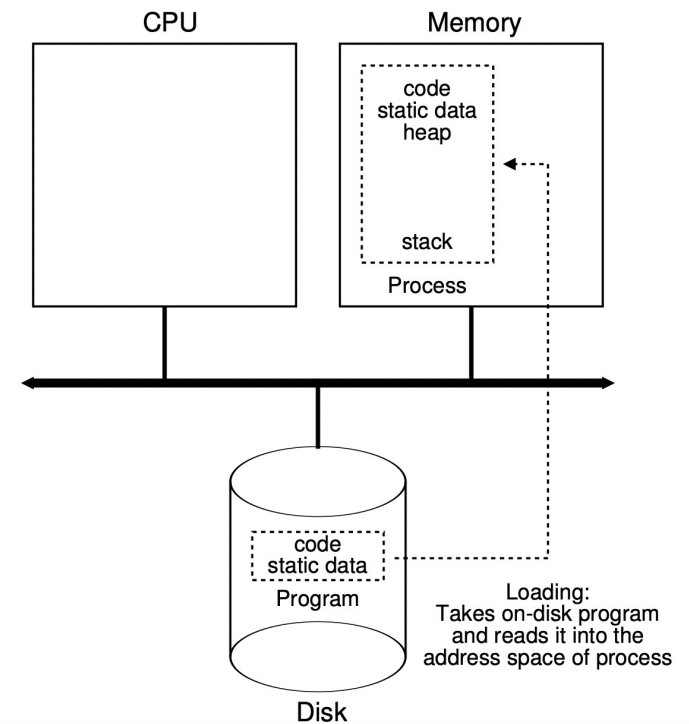 CPU
Memory
code
static data
heap
stack
Process
code
static data
Program
Loading:
Takes on-disk program
and reads it into the
address space of process
Disk